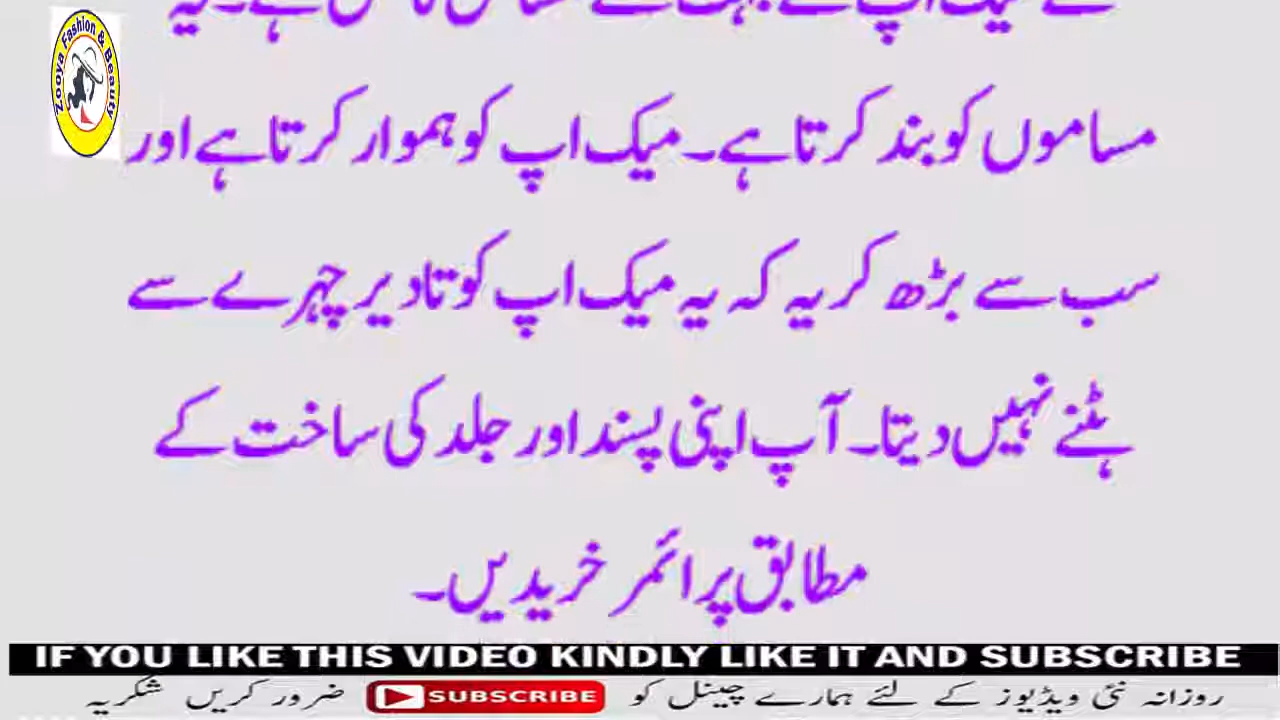 Zooya Fashion & Beauty
مساموں کو بند کرتا ہے۔ میک اپ کو ہموار کرتا ہے اور
سب سے بڑھ کر یہ کہ یہ میک اپ کو تادیر چہرے سے
ہٹنے نہیں دیتا۔ آپ اپنی پسند اور جلد کی ساخت کے
مطابق پرائمر خریدیں۔
IF YOU LIKE THIS VIDEO KINDLY LIKE IT AND SUBSCRIBE
روزانہ نئی ویڈیوز کے لئے ہمارے چینل کو SUBSCRIBE ضرور کریں شکریہ